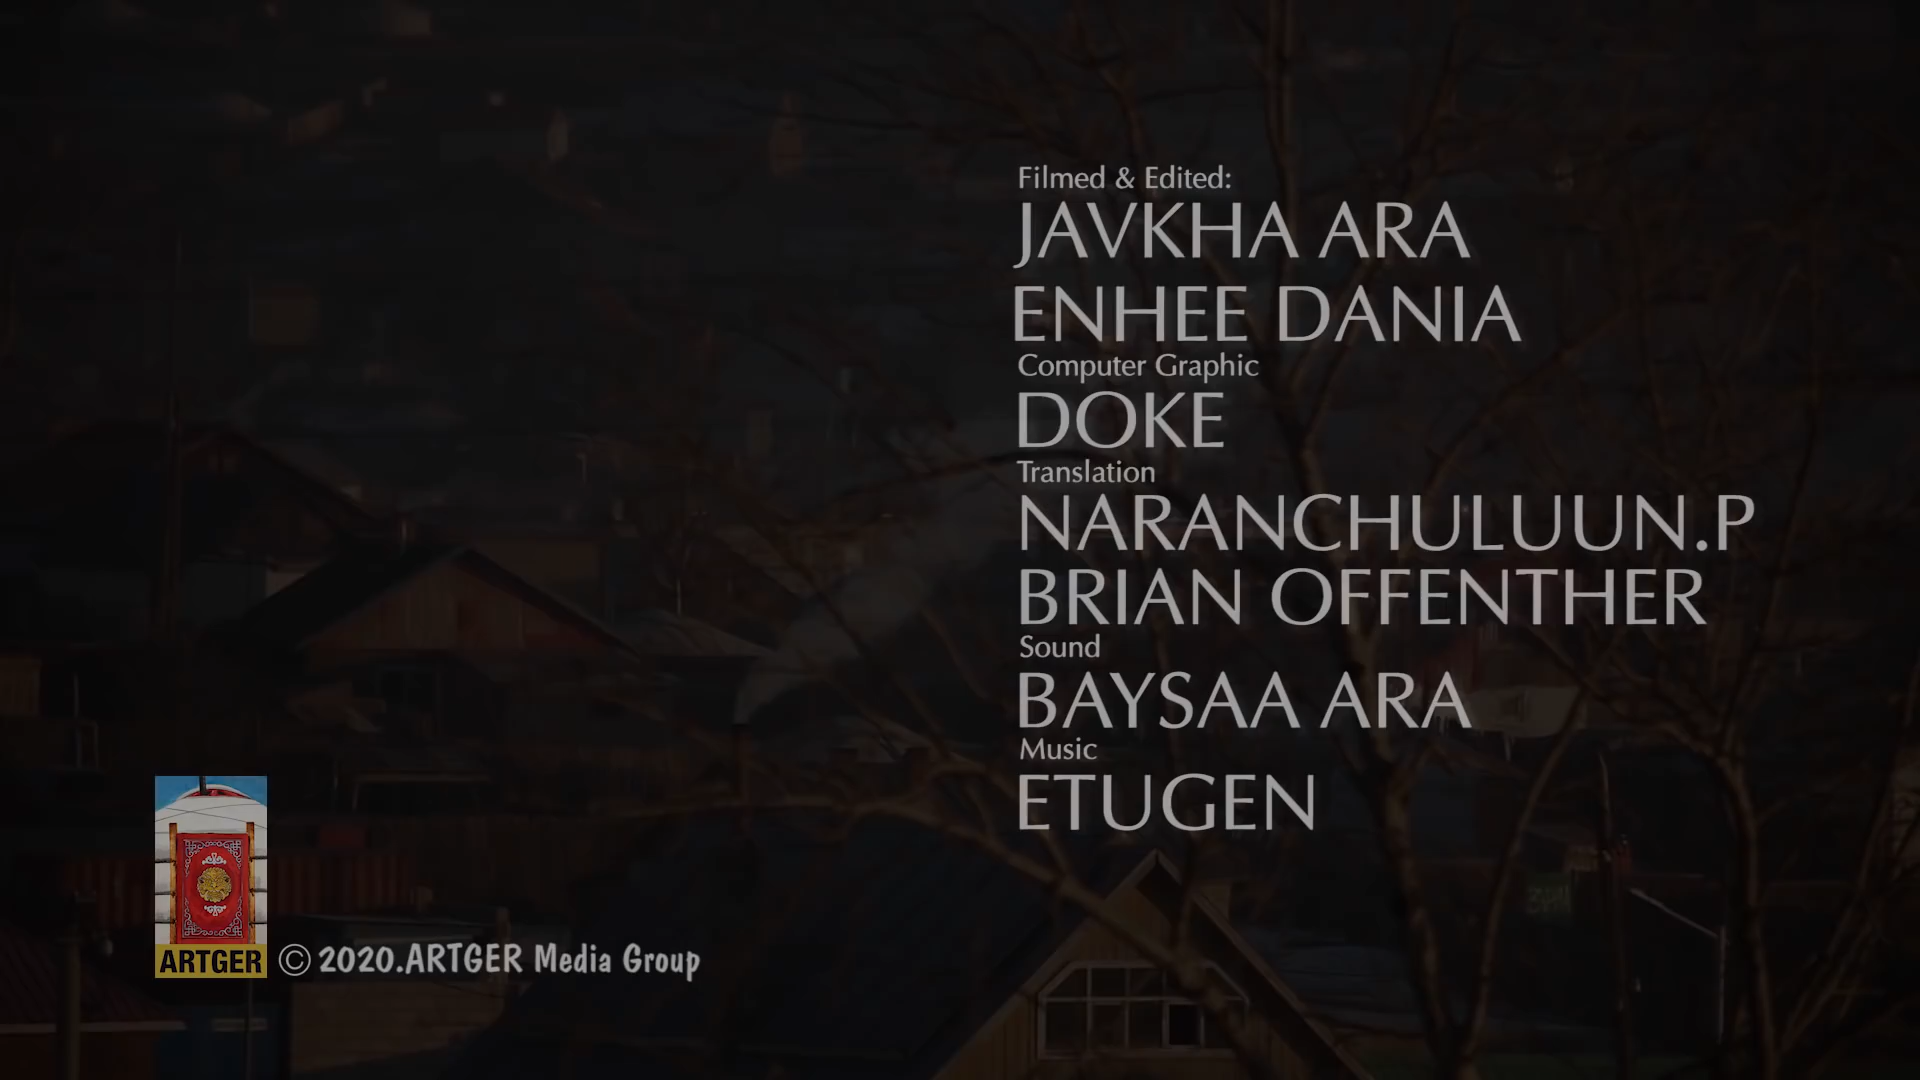 Filmed & Edited:
JAVKHA ARA
ENHEE DANIA
Computer Graphic
DOKE
Translation
NARANCHULUUN.P
BRIAN OFFENTHER
Sound
BAYSAA ARA
Music
ETUGEN
ARTGER © 2020.ARTGER Media Group